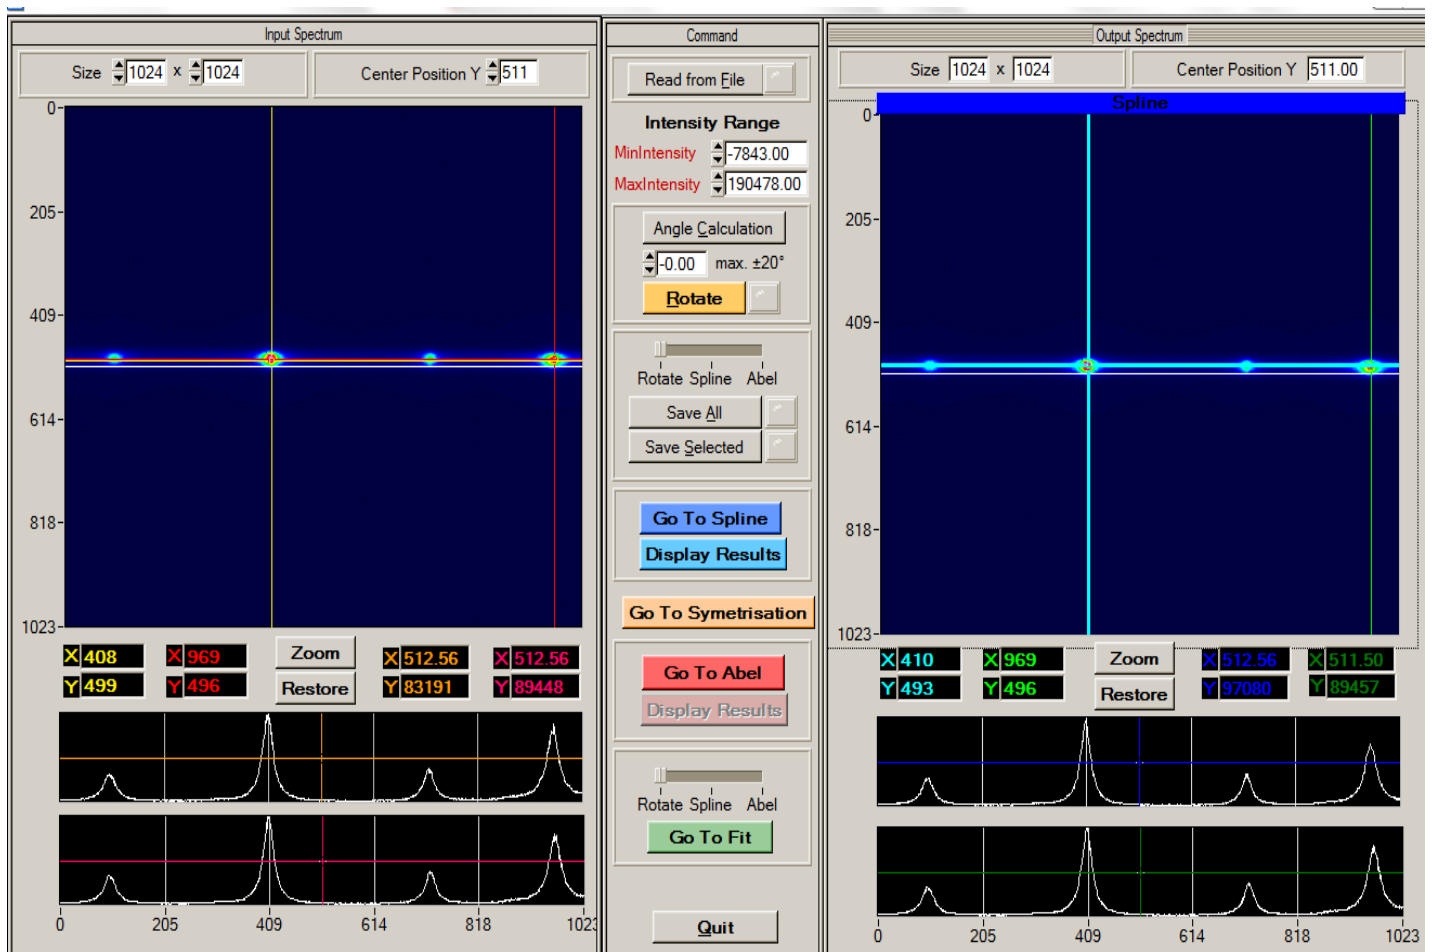 Input Spectrum
Size 1024 x 1024
Center Position Y 511
0
205
409
614
818
1023
X 408
Y 499
X 969
Y 496
Zoom
Restore
X 512.56
Y 83191
X 512.56
Y 89448
0 205 409 614 818 1023
Command
Read from File
Intensity Range
MinIntensity -7843.00
MaxIntensity 190478.00
Angle Calculation
-0.00 max. ±20°
Rotate
Rotate Spline Abel
Save All
Save Selected
Go To Spline
Display Results
Go To Symetrisation
Go To Abel
Display Results
Rotate Spline Abel
Go To Fit
Quit
Output Spectrum
Size 1024 x 1024
Center Position Y 511.00
Spline
0
205
409
614
818
1023
X 410
Y 493
X 969
Y 496
Zoom
Restore
X 512.56
Y 97080
X 511.50
Y 89457
0 205 409 614 818 1023